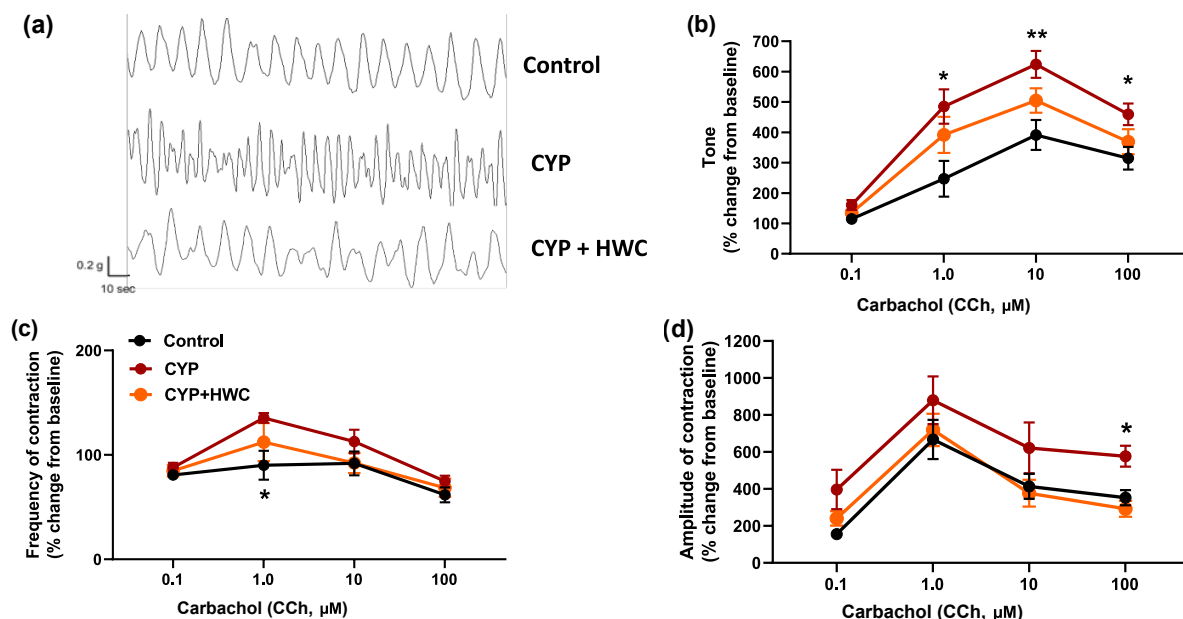 (a)
Control
CYP
CYP + HWC
0.2 g
10 sec
(b)
Tone
(% change from baseline)
700
600
500
400
300
200
100
0
*
**
*
0.1 1.0 10 100
Carbachol (CCh, µM)
(c)
Control
CYP
CYP+HWC
Frequency of contraction
(% change from baseline)
200
100
0
*
0.1 1.0 10 100
Carbachol (CCh, µM)
(d)
Amplitude of contraction
(% change from baseline)
1200
1000
800
600
400
200
0
*
0.1 1.0 10 100
Carbachol (CCh, µM)